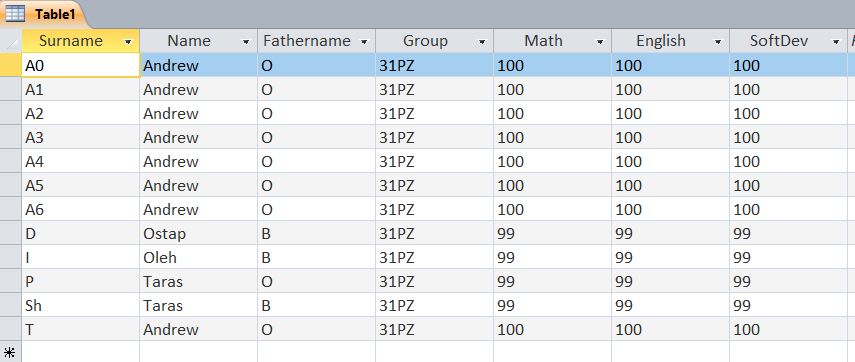 Table1
Surname Name Fathername Group Math English SoftDev
A0 Andrew O 31PZ 100 100 100
A1 Andrew O 31PZ 100 100 100
A2 Andrew O 31PZ 100 100 100
A3 Andrew O 31PZ 100 100 100
A4 Andrew O 31PZ 100 100 100
A5 Andrew O 31PZ 100 100 100
A6 Andrew O 31PZ 100 100 100
D Ostap B 31PZ 99 99 99
I Oleh B 31PZ 99 99 99
P Taras O 31PZ 99 99 99
Sh Taras B 31PZ 99 99 99
T Andrew O 31PZ 100 100 100